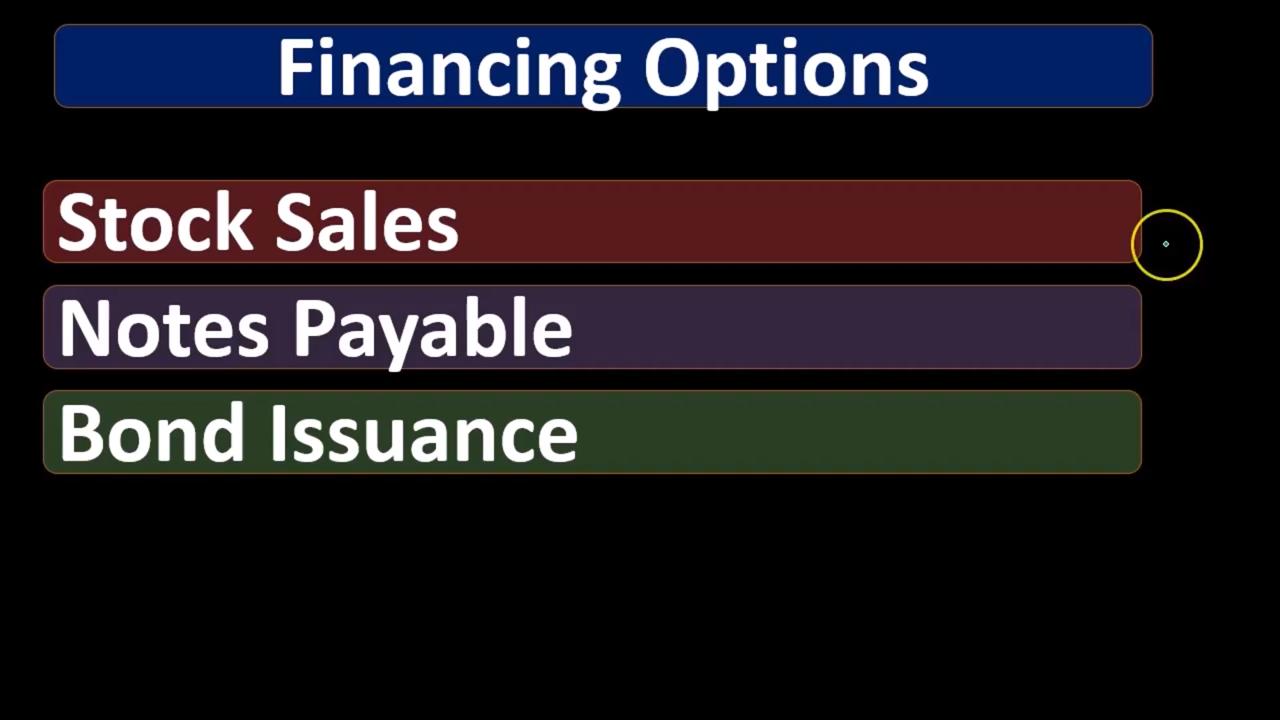 Financing Options
Stock Sales
Notes Payable
Bond Issuance